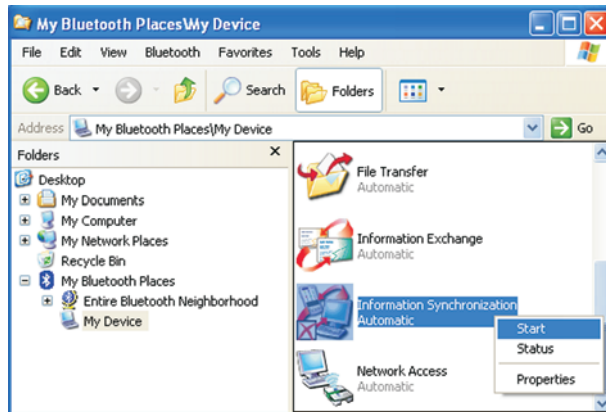 My Bluetooth Places\My Device
File Edit View Bluetooth Favorites Tools Help
Back Search Folders
Address My Bluetooth Places\My Device Go
Folders
Desktop
My Documents
My Computer
My Network Places
Recycle Bin
My Bluetooth Places
Entire Bluetooth Neighborhood
My Device
File Transfer
Automatic
Information Exchange
Automatic
Information Synchronization
Automatic
Start
Status
Properties
Network Access
Automatic